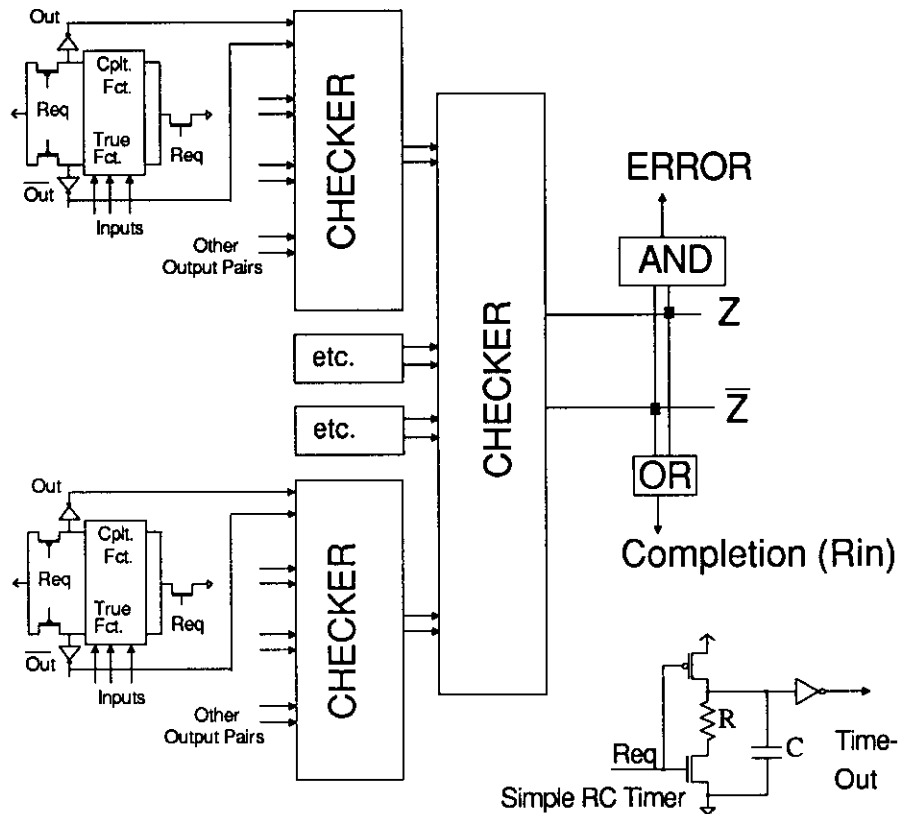 Out
Cplt.
Fct.
Req
True
Fct.
Req
O̅u̅t̅
Inputs
Other
Output Pairs
CHECKER
etc.
etc.
CHECKER
ERROR
AND
Z
Z̅
OR
Completion (Rin)
Out
Cplt.
Fct.
Req
True
Fct.
Req
O̅u̅t̅
Inputs
Other
Output Pairs
CHECKER
R
C
Req
Time-
Out
Simple RC Timer